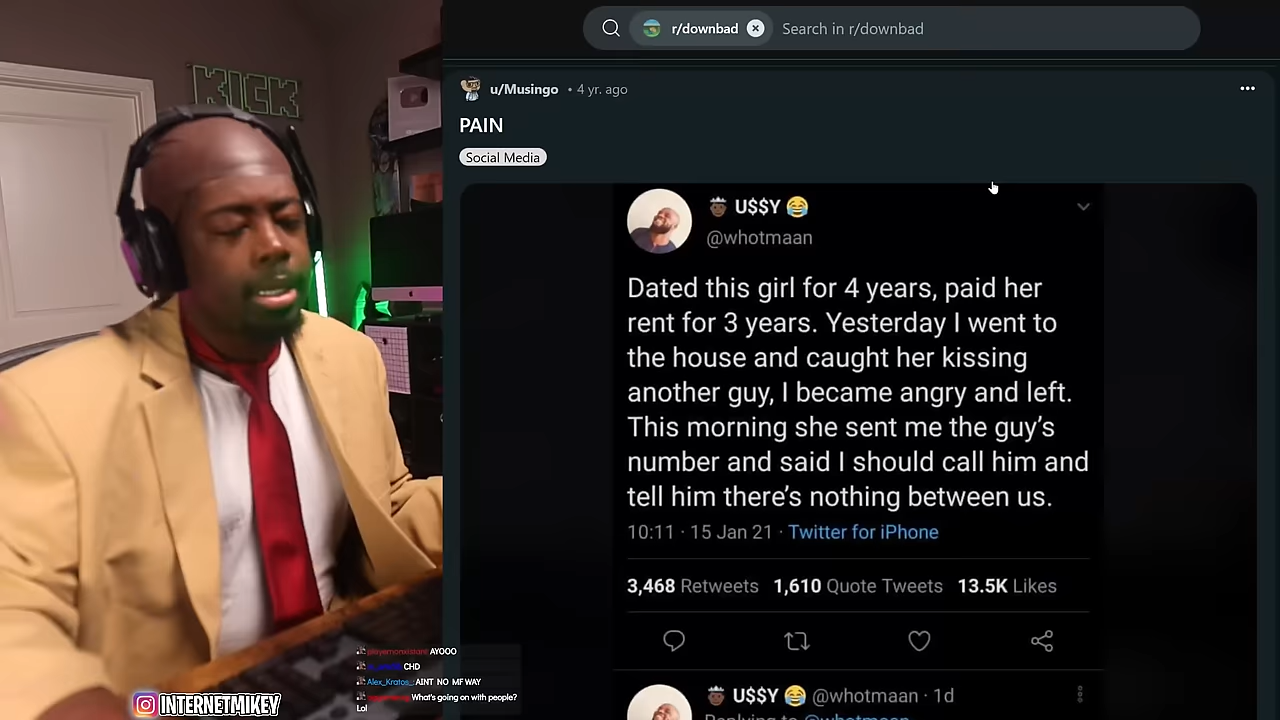 r/downbad
Search in r/downbad
u/Musingo • 4 yr. ago
PAIN
Social Media
KICK
U$$Y 😂
@whotmaan
Dated this girl for 4 years, paid her
rent for 3 years. Yesterday I went to
the house and caught her kissing
another guy, I became angry and left.
This morning she sent me the guy's
number and said I should call him and
tell him there's nothing between us.
10:11 · 15 Jan 21 · Twitter for iPhone
3,468 Retweets 1,610 Quote Tweets 13.5K Likes
U$$Y 😂 @whotmaan · 1d
Replying to @whotmaan
AYOOO
CHD
Alex_Kratos_: AINT NO MF WAY
What's going on with people?
Lol
INTERNETMIKEY